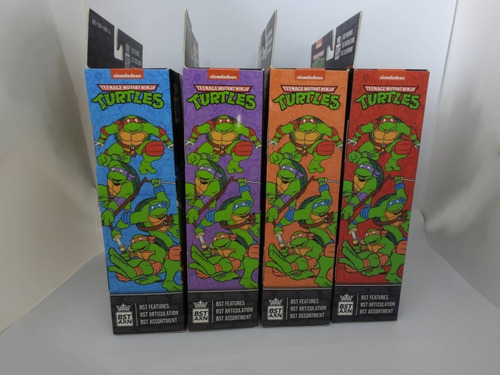 nickelodeon
TEENAGE MUTANT NINJA
TURTLES
BST
AXN
BST FEATURES
BST ARTICULATION
BST ASSORTMENT
nickelodeon
TEENAGE MUTANT NINJA
TURTLES
BST
AXN
BST FEATURES
BST ARTICULATION
BST ASSORTMENT
nickelodeon
TEENAGE MUTANT NINJA
TURTLES
BST
AXN
BST FEATURES
BST ARTICULATION
BST ASSORTMENT
nickelodeon
TEENAGE MUTANT NINJA
TURTLES
BST
AXN
BST FEATURES
BST ARTICULATION
BST ASSORTMENT